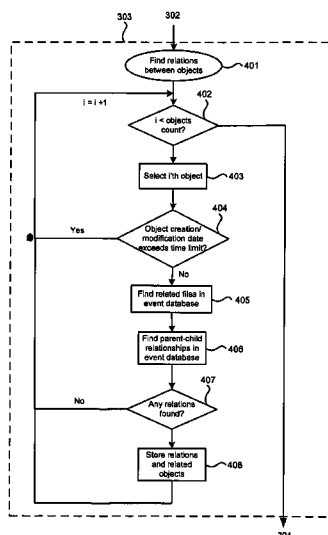 303
302
Find relations
between objects
401
i = i +1
402
i < objects
count?
Select i'th object
403
404
Yes
Object creation/
modification date
exceeds time limit?
No
Find related files in
event database
405
Find parent-child
relationships in
event database
406
407
No
Any relations
found?
Store relations
and related
objects
408